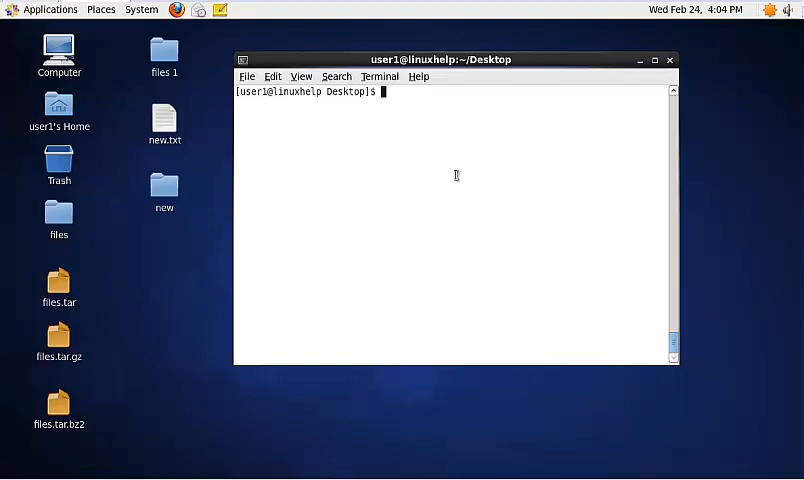 Applications Places System Wed Feb 24, 4:04 PM
Computer
files 1
user1's Home
new.txt
Trash
new
files
files.tar
files.tar.gz
files.tar.bz2
user1@linuxhelp:~/Desktop
File Edit View Search Terminal Help
[user1@linuxhelp Desktop]$